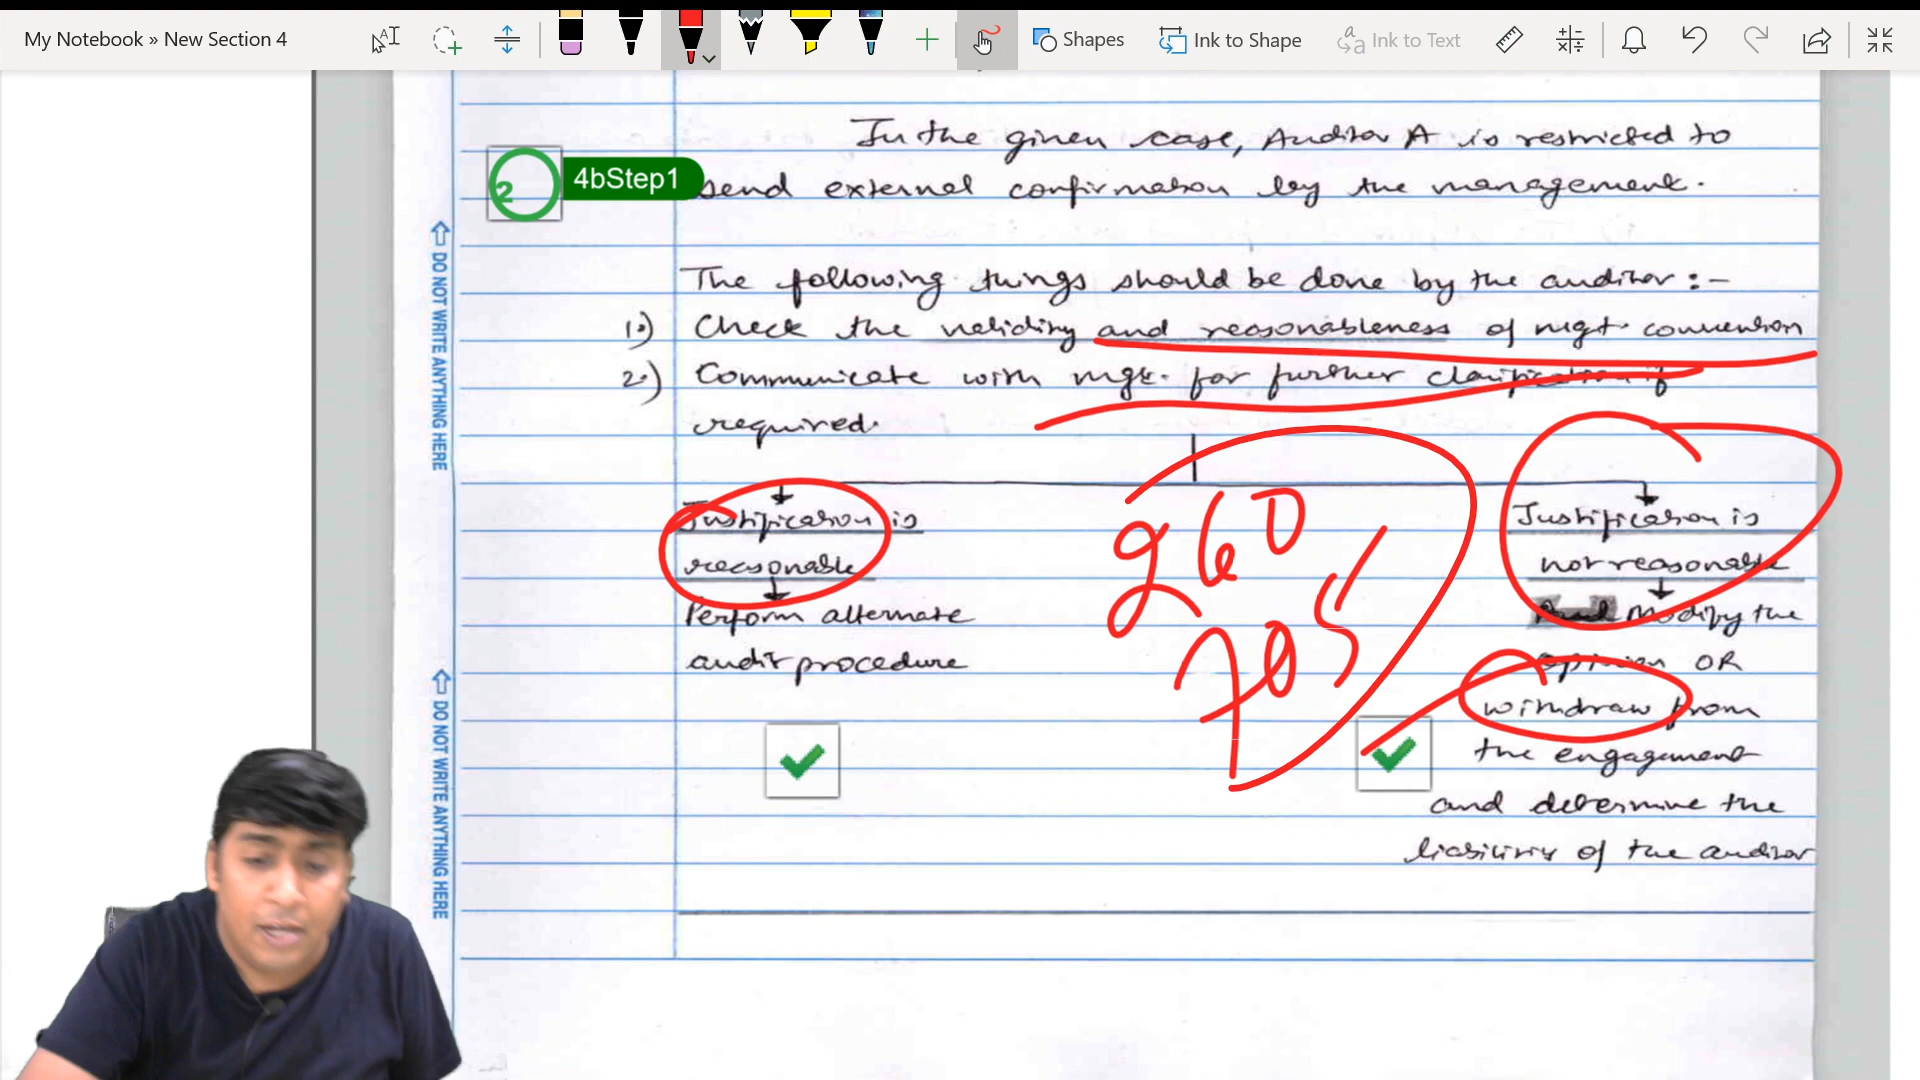 My Notebook » New Section 4
Shapes
Ink to Shape
Ink to Text
In the given case, Auditor A is restricted to
2
4bStep1
send external confirmation by the management.
The following things should be done by the auditor :-
1.) Check the validity and reasonableness of mgt.
2.) Communicate with mgt. for further clarification if
required.
Justification is
reasonable
Perform alternate
audit procedure
260
705
Justification is
not reasonable
Modify the
opinion OR
withdraw from
the engagement
and determine the
liability of the auditor
DO NOT WRITE ANYTHING HERE
DO NOT WRITE ANYTHING HERE